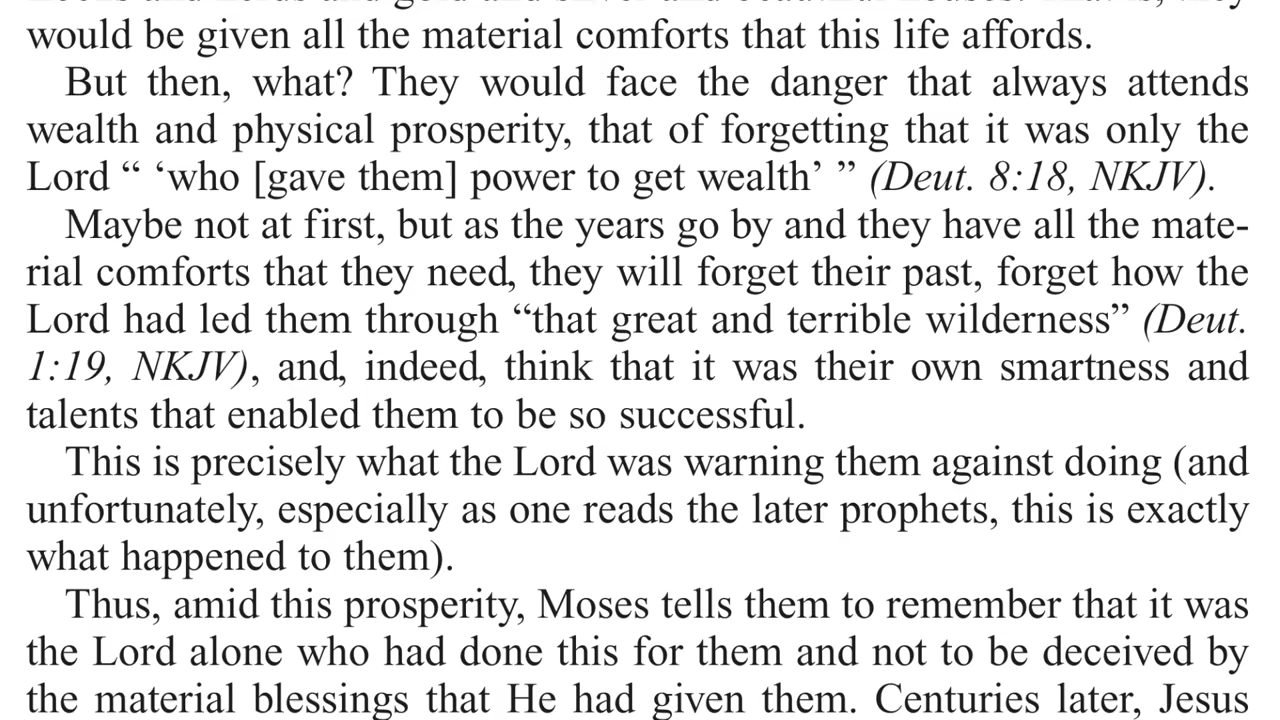 would be given all the material comforts that this life affords.
But then, what? They would face the danger that always attends
wealth and physical prosperity, that of forgetting that it was only the
Lord “ ‘who [gave them] power to get wealth’ ” (Deut. 8:18, NKJV).
Maybe not at first, but as the years go by and they have all the mate-
rial comforts that they need, they will forget their past, forget how the
Lord had led them through “that great and terrible wilderness” (Deut.
1:19, NKJV), and, indeed, think that it was their own smartness and
talents that enabled them to be so successful.
This is precisely what the Lord was warning them against doing (and
unfortunately, especially as one reads the later prophets, this is exactly
what happened to them).
Thus, amid this prosperity, Moses tells them to remember that it was
the Lord alone who had done this for them and not to be deceived by
the material blessings that He had given them. Centuries later, Jesus